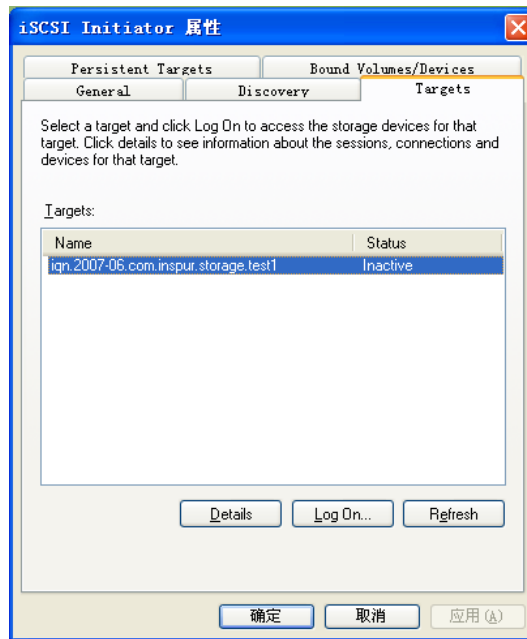 iSCSI Initiator 属性
Persistent Targets Bound Volumes/Devices
General Discovery Targets
Select a target and click Log On to access the storage devices for that
target. Click details to see information about the sessions, connections and
devices for that target.
Targets:
Name Status
iqn.2007-06.com.inspur.storage.test1 Inactive
Details Log On... Refresh
确定 取消 应用(A)